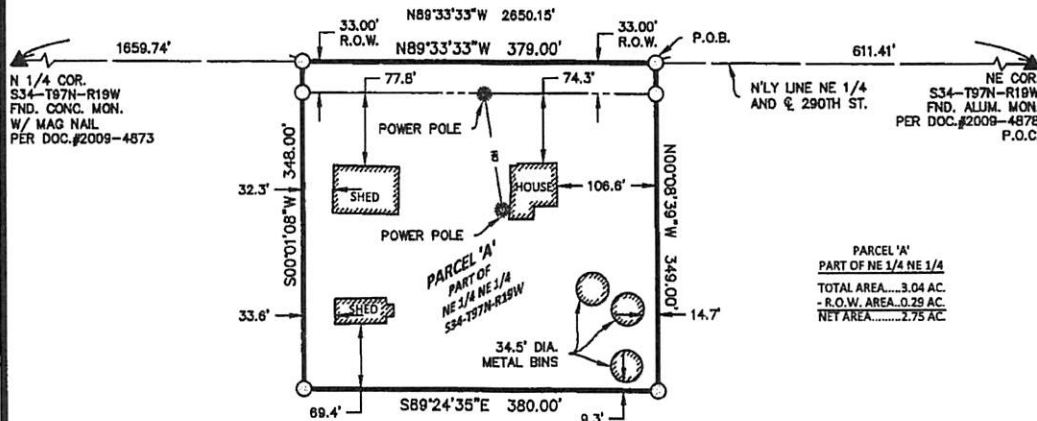 N89°33'33"W 2650.15'
33.00'
R.O.W.
33.00'
R.O.W.
P.O.B.
1659.74'
N89°33'33"W 379.00'
611.41'
N 1/4 COR.
S34-T97N-R19W
FND. CONC. MON.
W/ MAG NAIL
PER DOC.#2009-4873
77.8'
74.3'
N'LY LINE NE 1/4
AND ℄ 290TH ST.
NE COR
S34-T97N-R19W
FND. ALUM. MON.
PER DOC.#2009-4878
P.O.C
POWER POLE
S00°01'08"W 348.00'
OH
N00°08'39"W 349.00'
32.3'
SHED
HOUSE
106.6'
POWER POLE
PARCEL 'A'
PART OF
NE 1/4 NE 1/4
S34-T97N-R19W
PARCEL 'A'
PART OF NE 1/4 NE 1/4
TOTAL AREA.....3.04 AC.
- R.O.W. AREA..0.29 AC.
NET AREA.........2.75 AC.
33.6'
SHED
14.7'
34.5' DIA.
METAL BINS
69.4'
S89°24'35"E 380.00'
9.3'